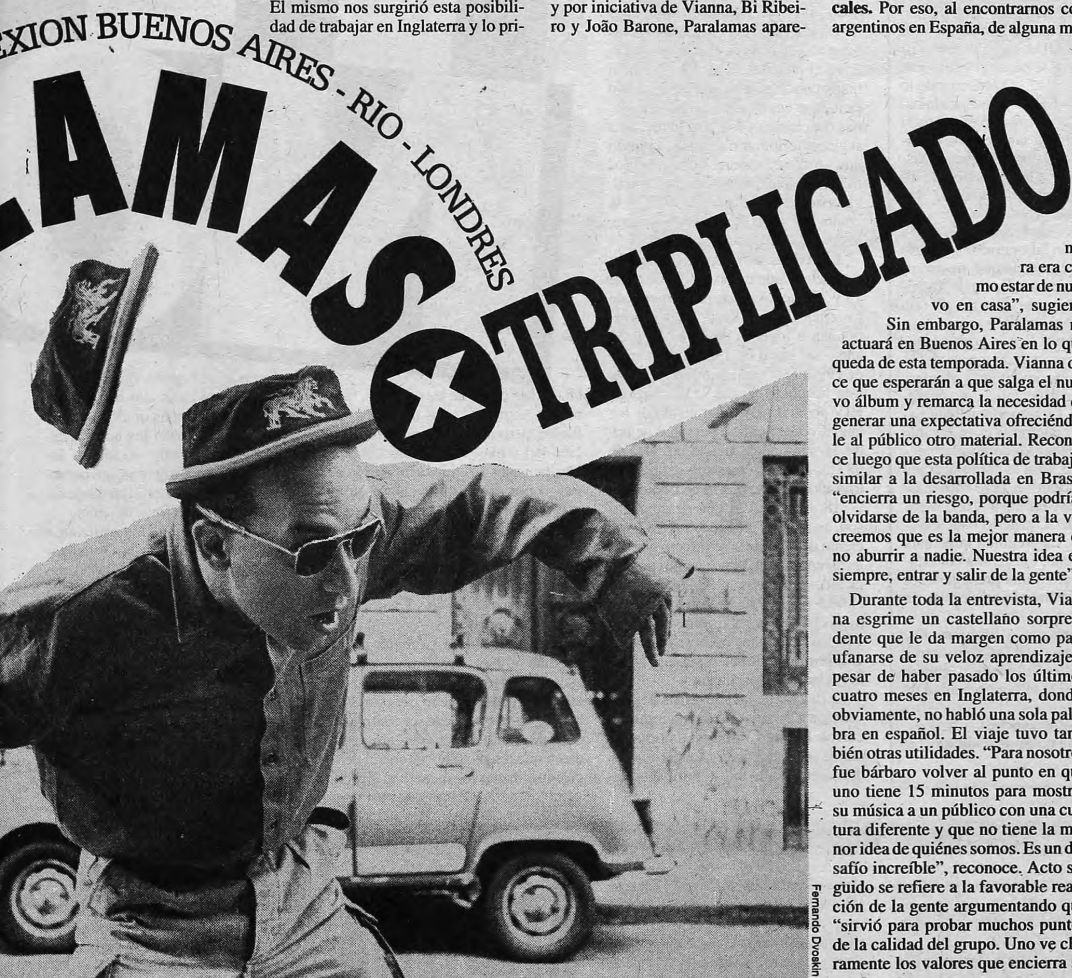 El mismo nos surgirió esta posibili-
dad de trabajar en Inglaterra y lo pri-
y por iniciativa de Vianna, Bi Ribei-
ro y João Barone, Paralamas apare-
cales. Por eso, al encontrarnos co
argentinos en España, de alguna m
EXION BUENOS AIRES - RIO - LONDRES
LAMAS X TRIPLICADO
n
ra era c
mo estar de nu
vo en casa”, sugier
Sin embargo, Paralamas n
actuará en Buenos Aires en lo qu
queda de esta temporada. Vianna d
ce que esperarán a que salga el nu
vo álbum y remarca la necesidad d
generar una expectativa ofreciénd
le al público otro material. Recon
ce luego que esta política de trabaj
similar a la desarrollada en Bras
“encierra un riesgo, porque podrí
olvidarse de la banda, pero a la v
creemos que es la mejor manera d
no aburrir a nadie. Nuestra idea e
siempre, entrar y salir de la gente”
Durante toda la entrevista, Via
na esgrime un castellano sorpre
dente que le da margen como pa
ufanarse de su veloz aprendizaje
pesar de haber pasado los últim
cuatro meses en Inglaterra, dond
obviamente, no habló una sola pal
bra en español. El viaje tuvo tam
bién otras utilidades. “Para nosotr
fue bárbaro volver al punto en qu
uno tiene 15 minutos para mostr
su música a un público con una cu
tura diferente y que no tiene la m
nor idea de quiénes somos. Es un d
safío increíble”, reconoce. Acto s
guido se refiere a la favorable rea
ción de la gente argumentando qu
“sirvió para probar muchos punt
de la calidad del grupo. Uno ve cl
ramente los valores que encierra
Fernando Dvoskin